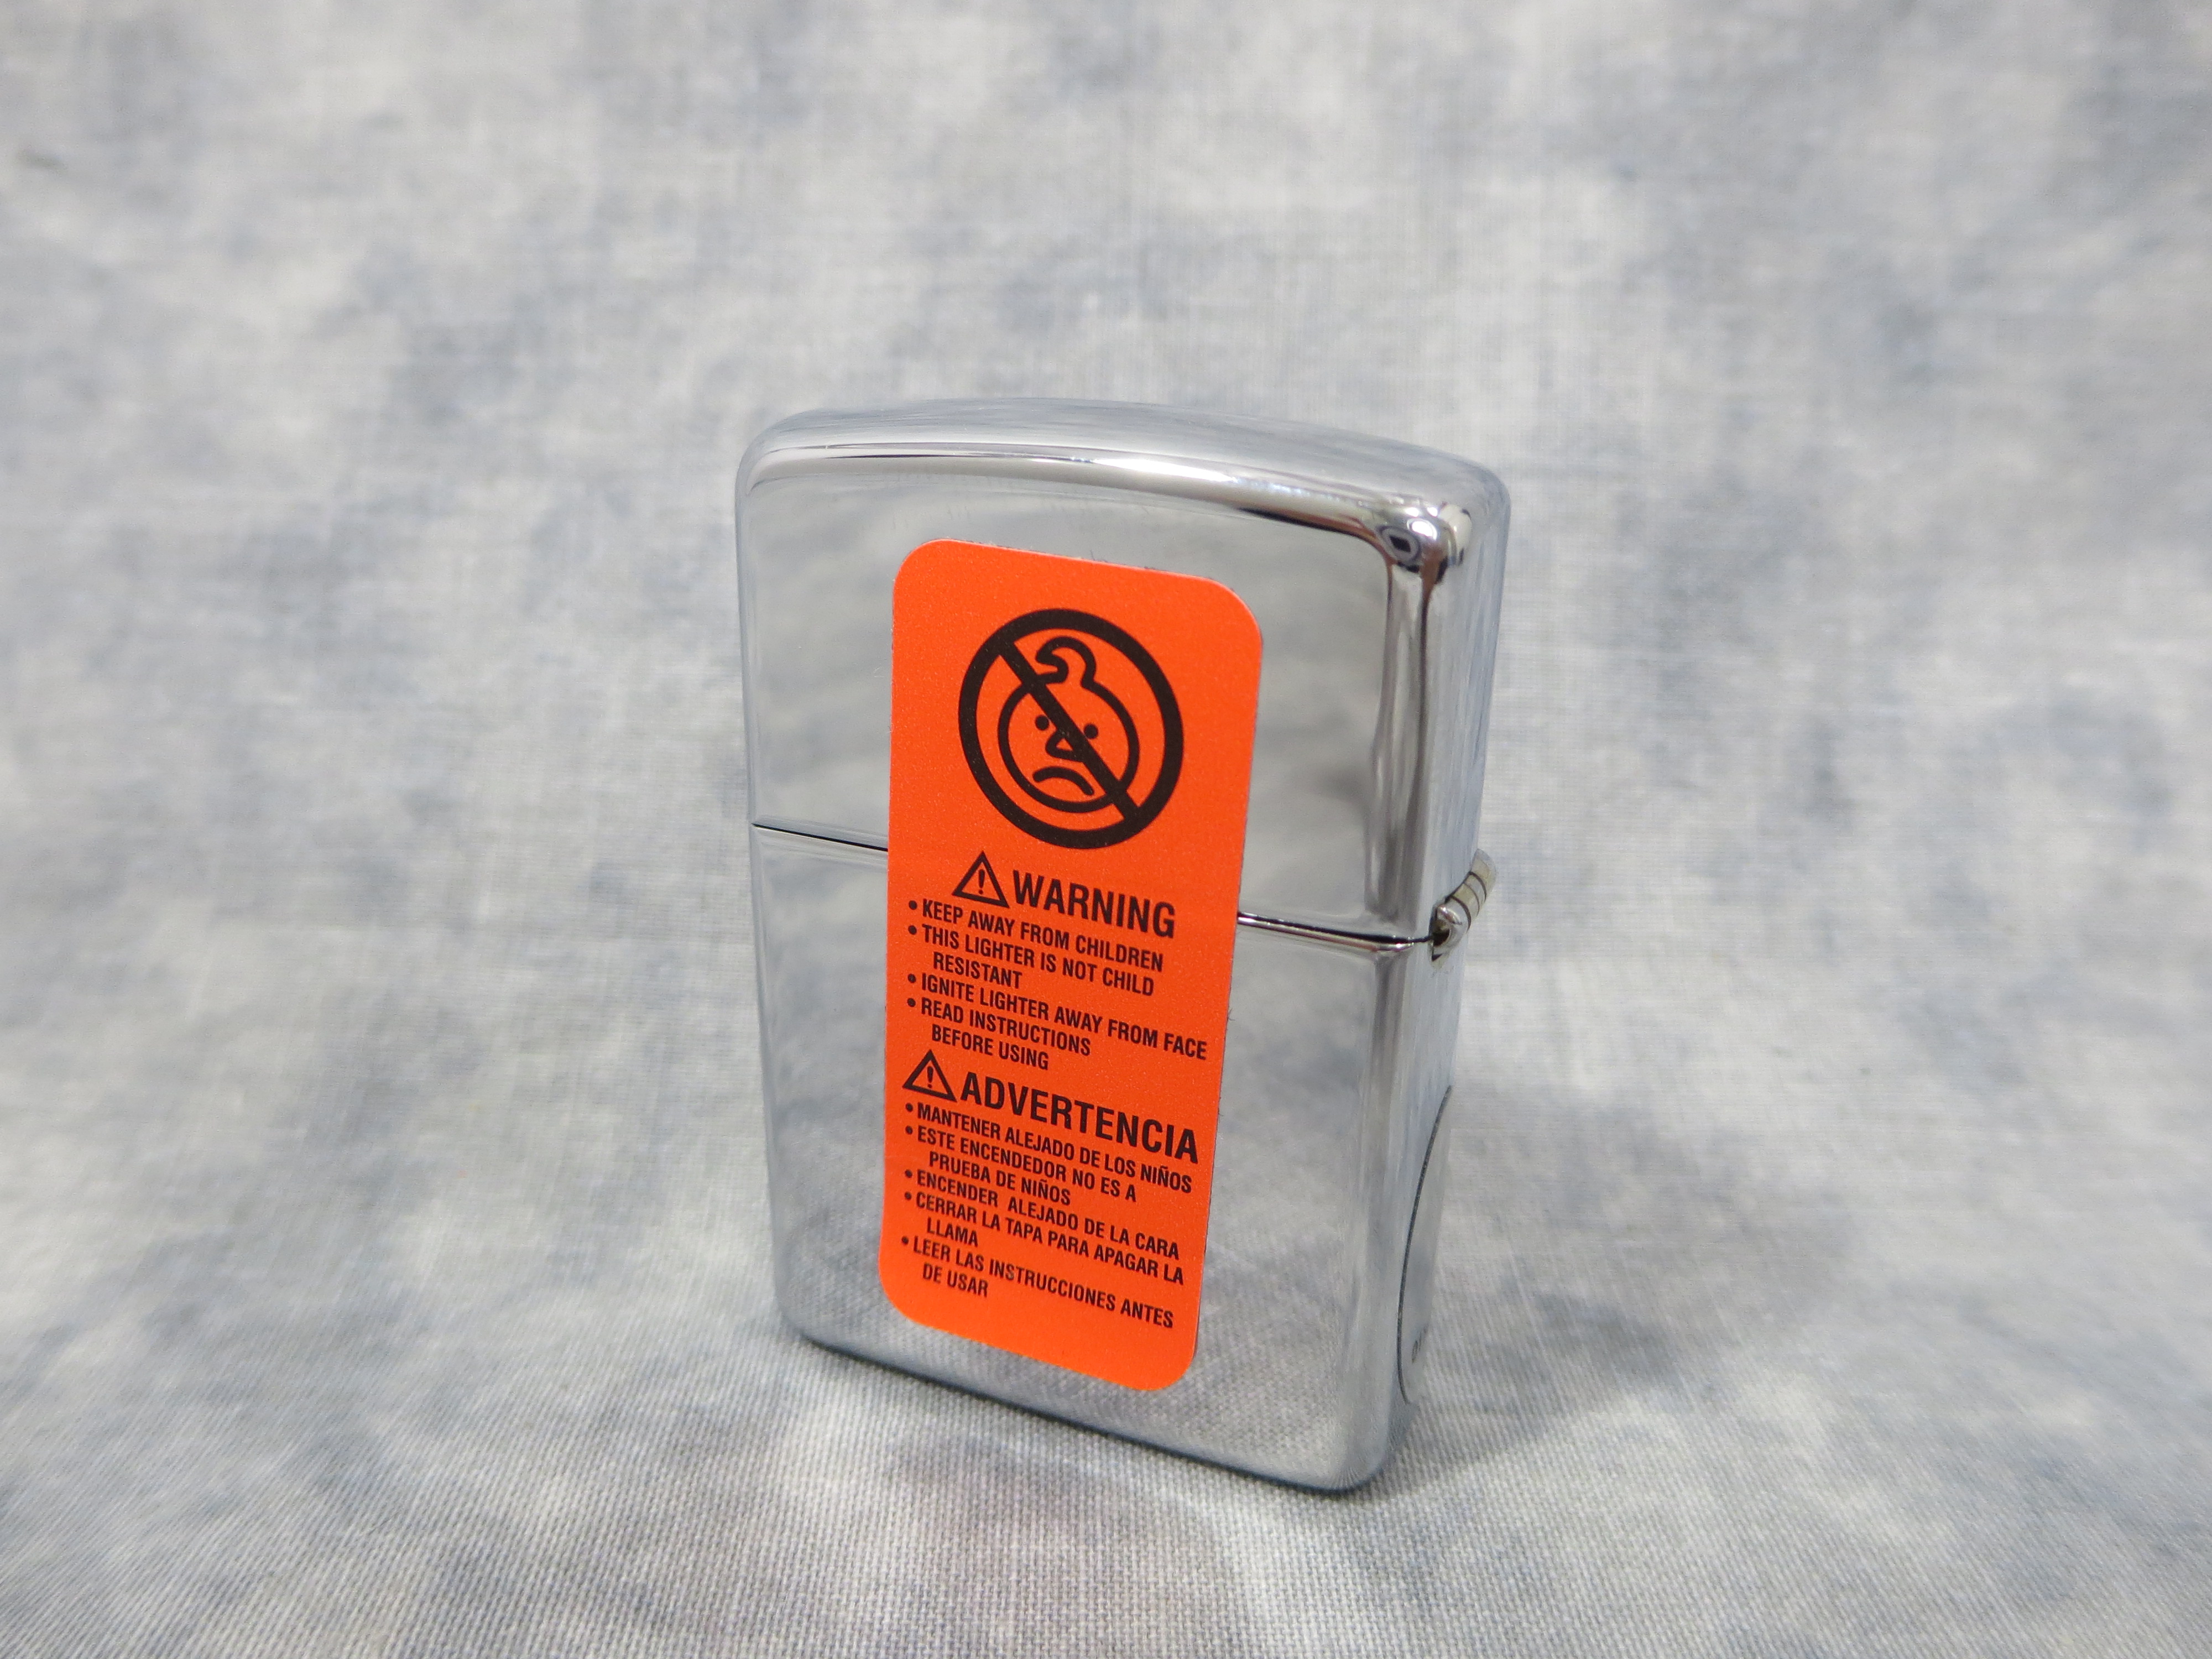 WARNING
• KEEP AWAY FROM CHILDREN
• THIS LIGHTER IS NOT CHILD
RESISTANT
• IGNITE LIGHTER AWAY FROM FACE
• READ INSTRUCTIONS
BEFORE USING
ADVERTENCIA
• MANTENER ALEJADO DE LOS NIÑOS
• ESTE ENCENDEDOR NO ES A
PRUEBA DE NIÑOS
• ENCENDER ALEJADO DE LA CARA
• CERRAR LA TAPA PARA APAGAR LA
LLAMA
• LEER LAS INSTRUCCIONES ANTES
DE USAR